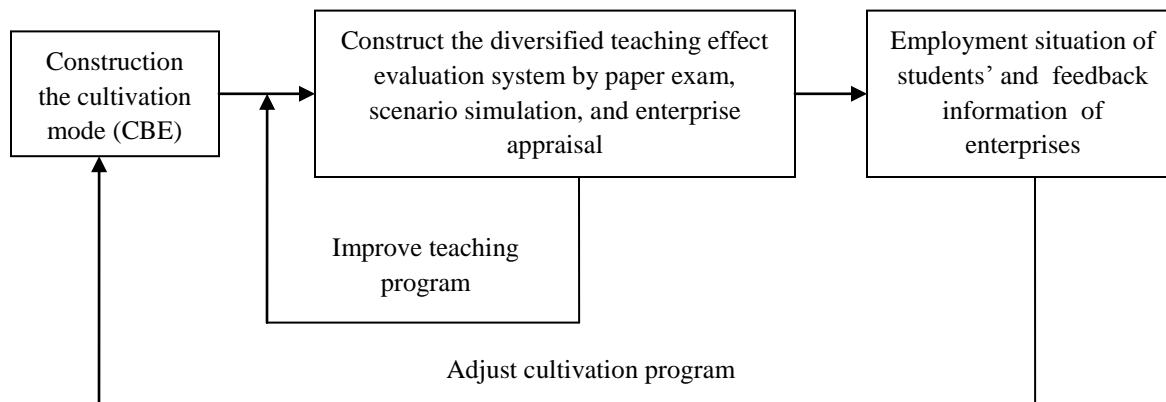 Construction
the cultivation
mode (CBE)
Construct the diversified teaching effect
evaluation system by paper exam,
scenario simulation, and enterprise
appraisal
Employment situation of
students’ and feedback
information of
enterprises
Improve teaching
program
Adjust cultivation program